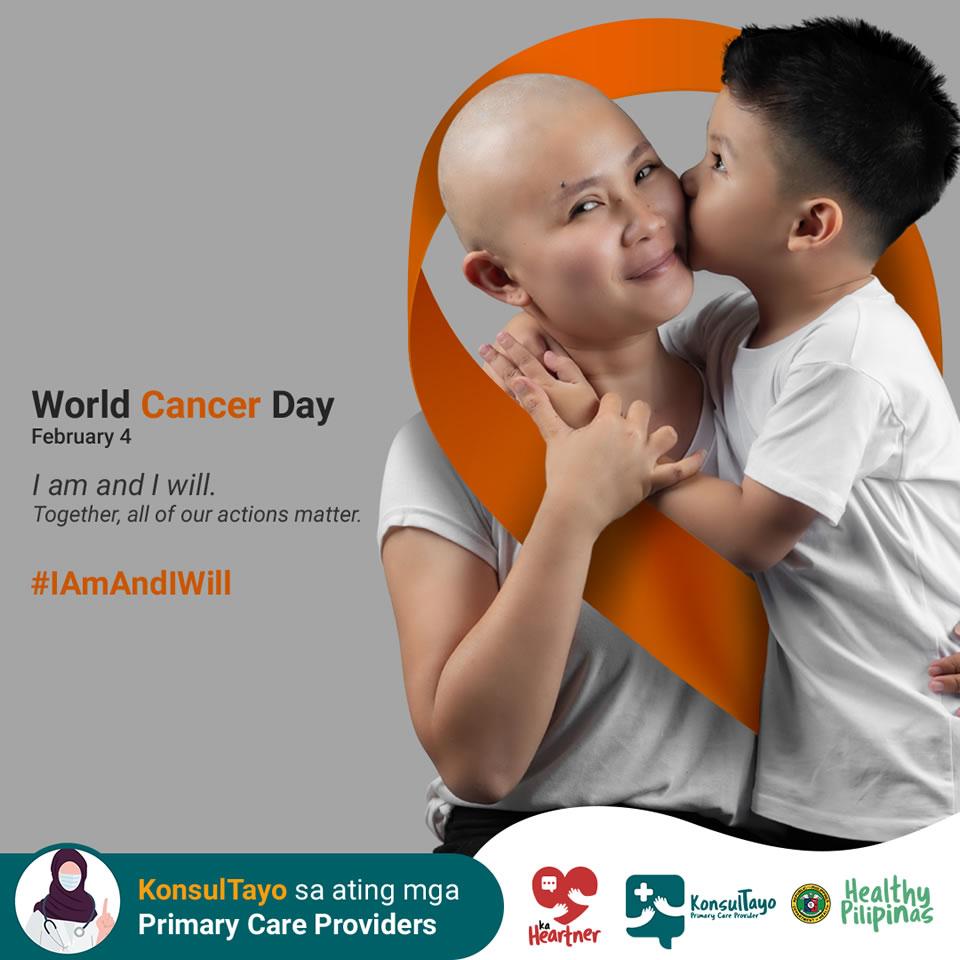 World Cancer Day
February 4
I am and I will.
Together, all of our actions matter.
#IAmAndIWill
KonsulTayo sa ating mga
Primary Care Providers
ka
Heartner
KonsulTayo
Primary Care Provider
Healthy
Pilipinas